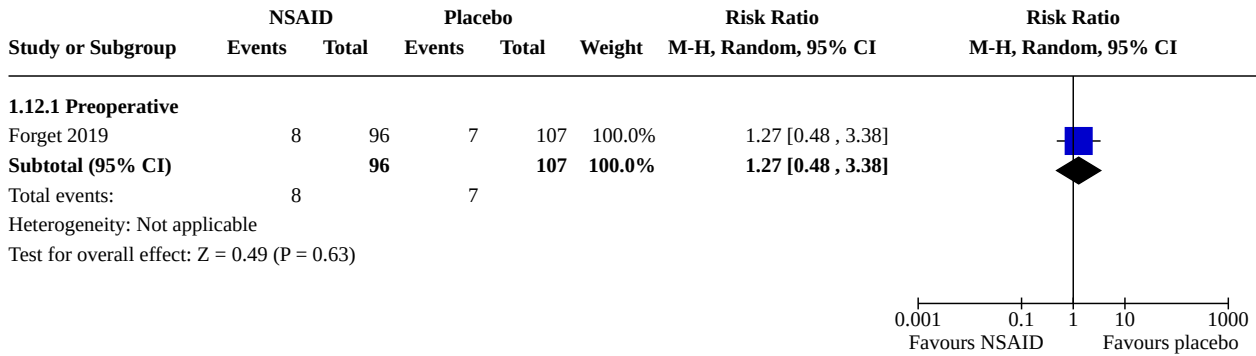 NSAID Placebo Risk Ratio Risk Ratio
Study or Subgroup Events Total Events Total Weight M-H, Random, 95% CI M-H, Random, 95% CI
1.12.1 Preoperative
Forget 2019 8 96 7 107 100.0% 1.27 [0.48 , 3.38]
Subtotal (95% CI) 96 107 100.0% 1.27 [0.48 , 3.38]
Total events: 8 7
Heterogeneity: Not applicable
Test for overall effect: Z = 0.49 (P = 0.63)
0.001 0.1 1 10 1000
Favours NSAID Favours placebo